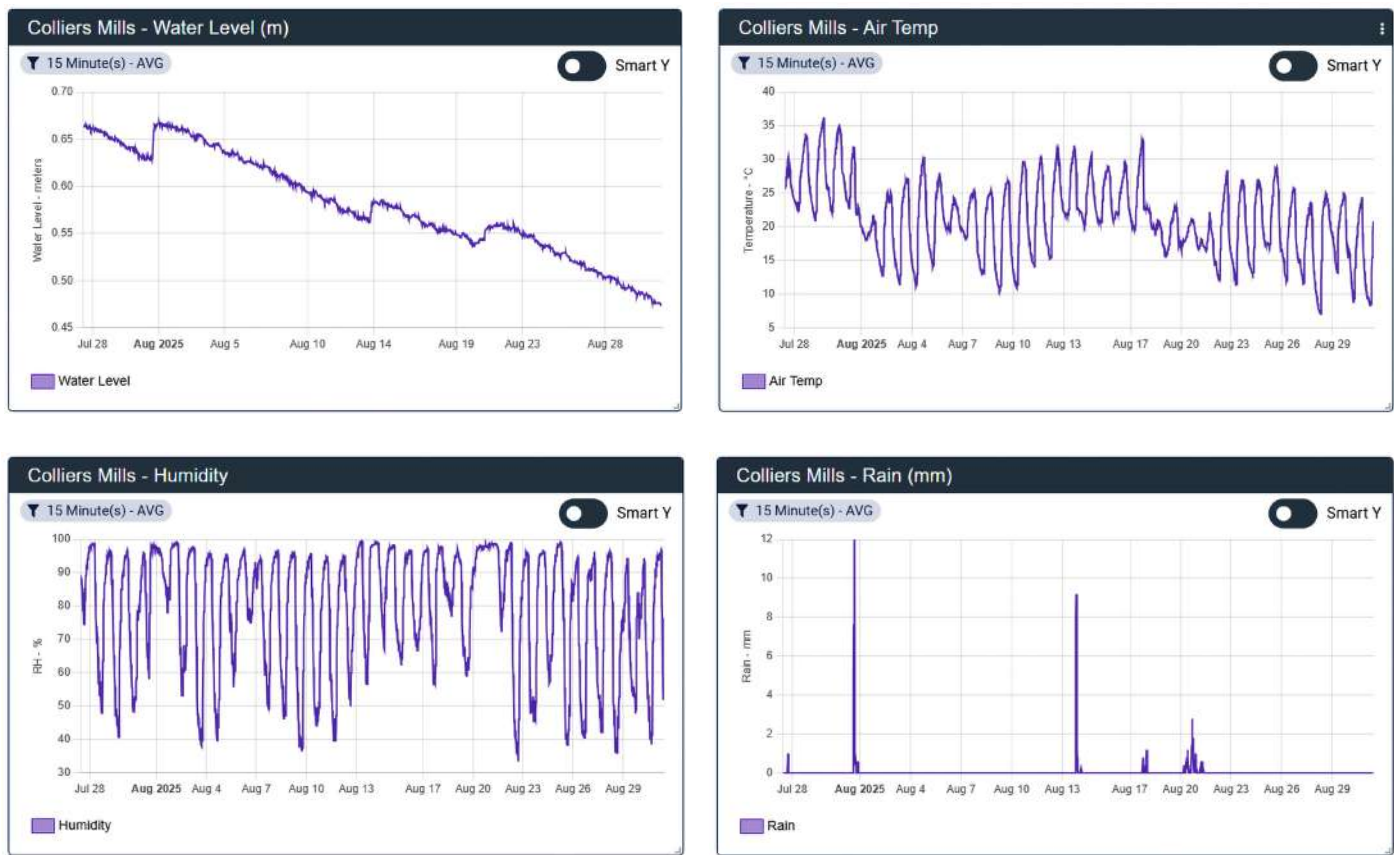 Colliers Mills - Water Level (m)
15 Minute(s) - AVG
Smart Y
0.70
0.65
0.60
0.55
0.50
0.45
Water Level - meters
Jul 28 Aug 2025 Aug 5 Aug 10 Aug 14 Aug 19 Aug 23 Aug 28
Water Level
Colliers Mills - Air Temp
15 Minute(s) - AVG
Smart Y
40
35
30
25
20
15
10
5
Temperature - °C
Jul 28 Aug 2025 Aug 4 Aug 7 Aug 10 Aug 13 Aug 17 Aug 20 Aug 23 Aug 26 Aug 29
Air Temp
Colliers Mills - Humidity
15 Minute(s) - AVG
Smart Y
100
90
80
70
60
50
40
30
RH - %
Jul 28 Aug 2025 Aug 4 Aug 7 Aug 10 Aug 13 Aug 17 Aug 20 Aug 23 Aug 26 Aug 29
Humidity
Colliers Mills - Rain (mm)
15 Minute(s) - AVG
Smart Y
12
10
8
6
4
2
0
Rain - mm
Jul 28 Aug 2025 Aug 4 Aug 7 Aug 10 Aug 13 Aug 17 Aug 20 Aug 23 Aug 26 Aug 29
Rain